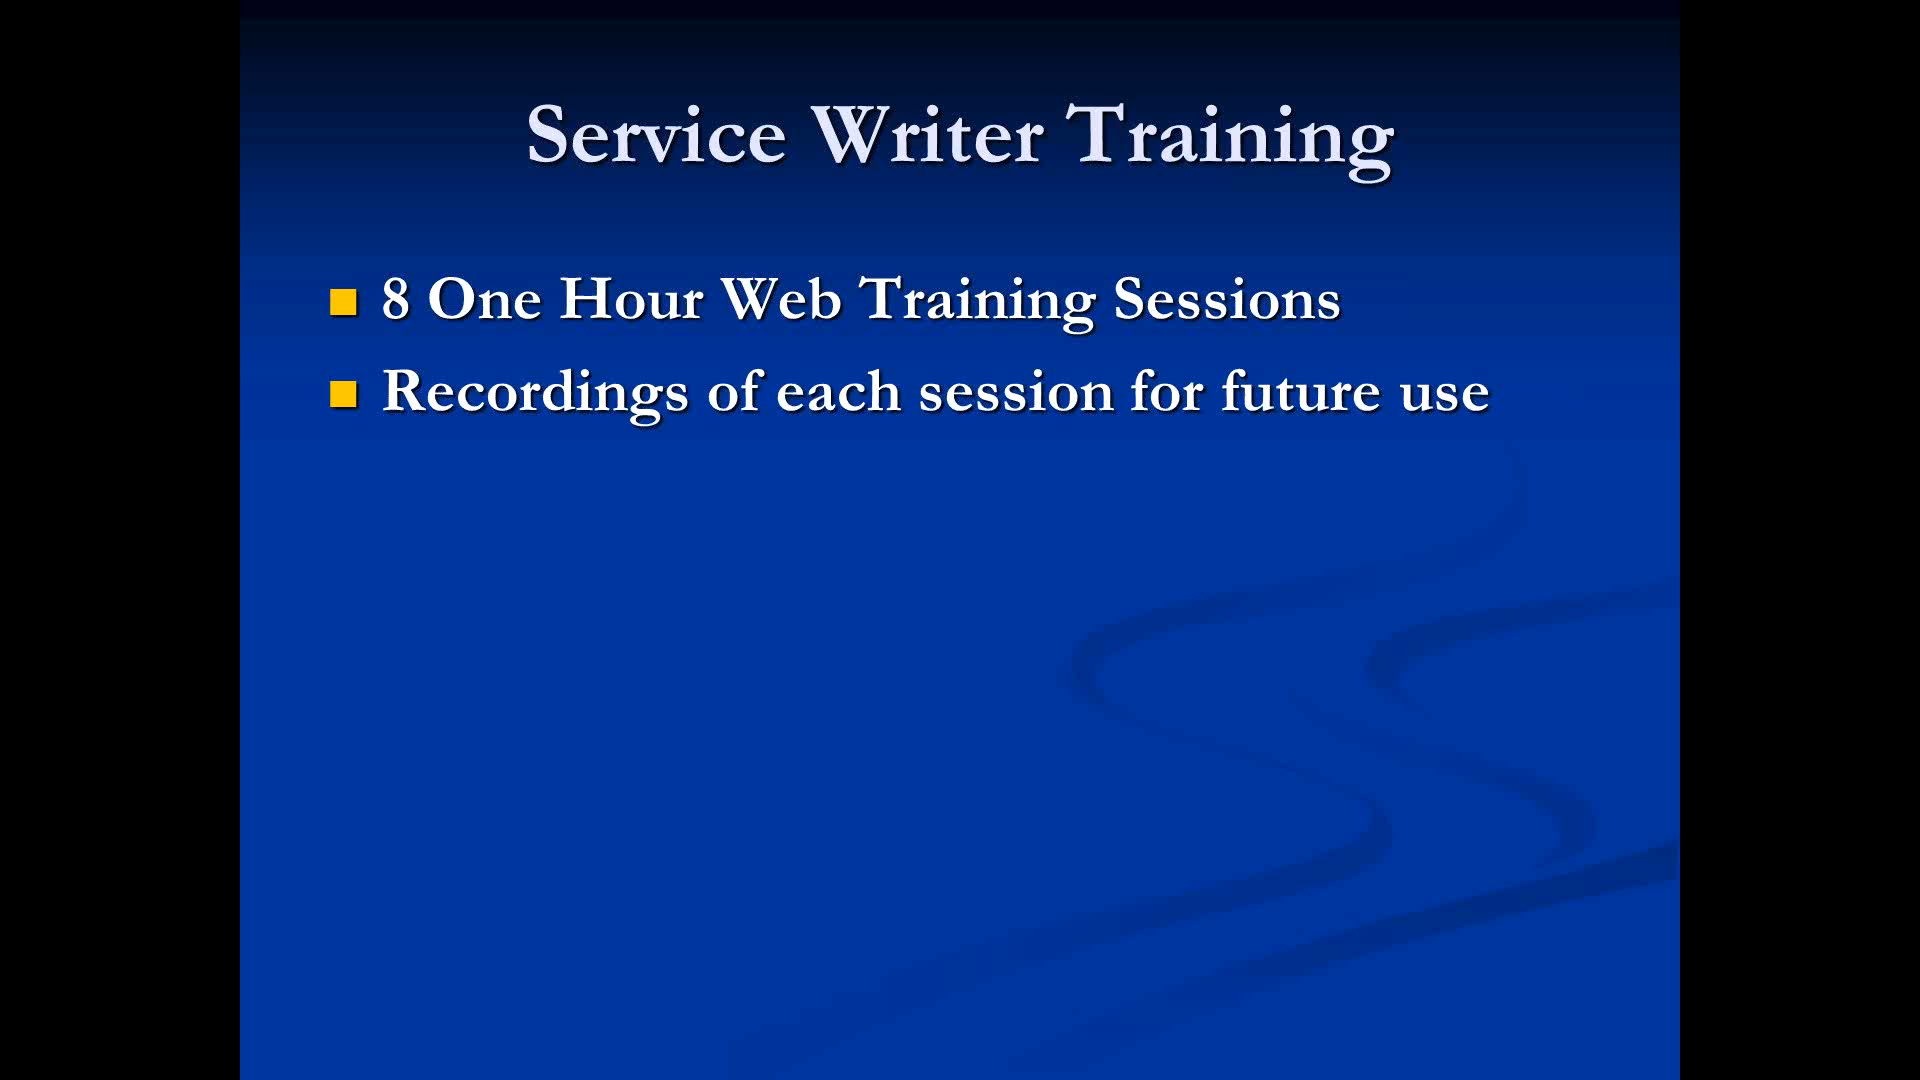 Service Writer Training
8 One Hour Web Training Sessions
Recordings of each session for future use